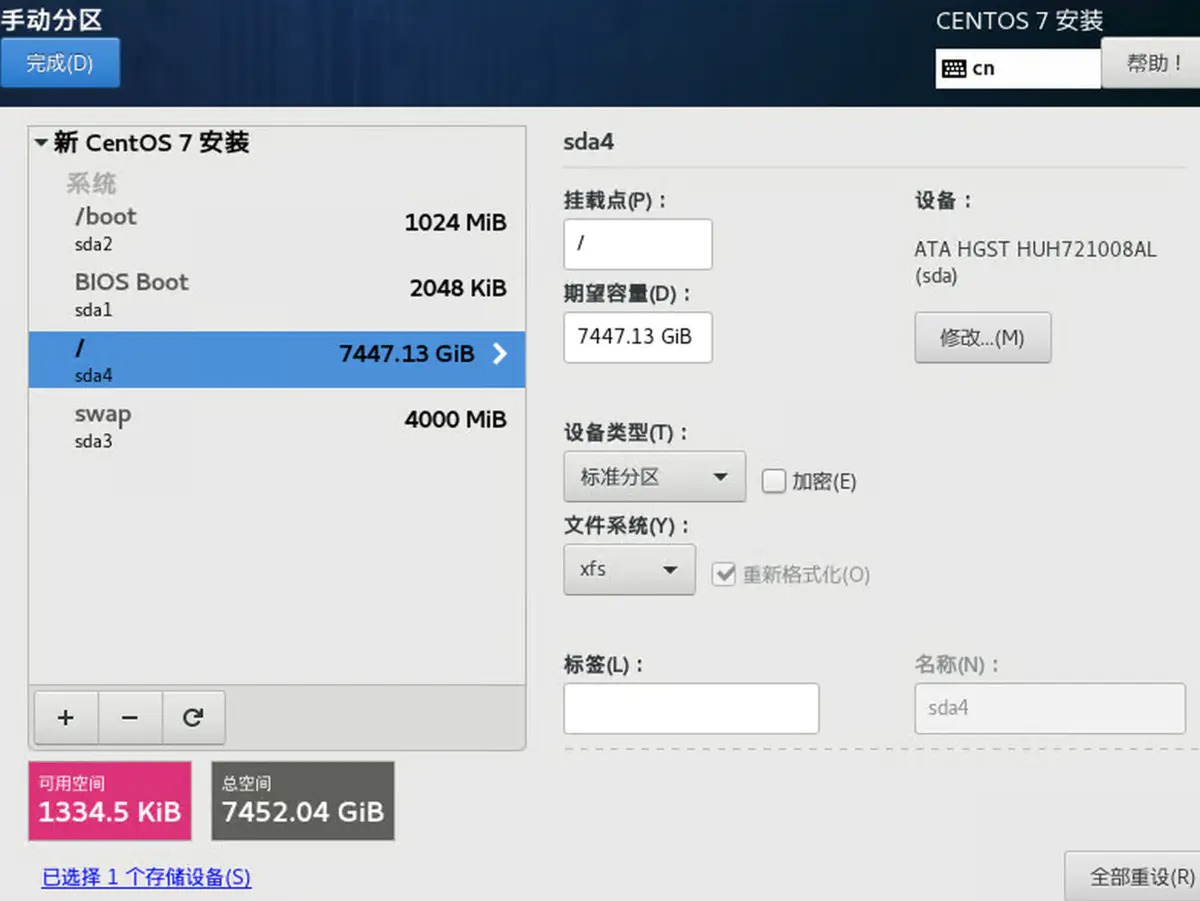 手动分区
完成(D)
CENTOS 7 安装
cn
帮助！
新 CentOS 7 安装
系统
/boot
1024 MiB
sda2
BIOS Boot
2048 KiB
sda1
/
7447.13 GiB
sda4
swap
4000 MiB
sda3
+
−
可用空间
1334.5 KiB
总空间
7452.04 GiB
已选择 1 个存储设备(S)
sda4
挂载点(P)：
/
期望容量(D)：
7447.13 GiB
设备：
ATA HGST HUH721008AL
(sda)
修改...(M)
设备类型(T)：
标准分区
加密(E)
文件系统(Y)：
xfs
重新格式化(O)
标签(L)：
名称(N)：
sda4
全部重设(R)